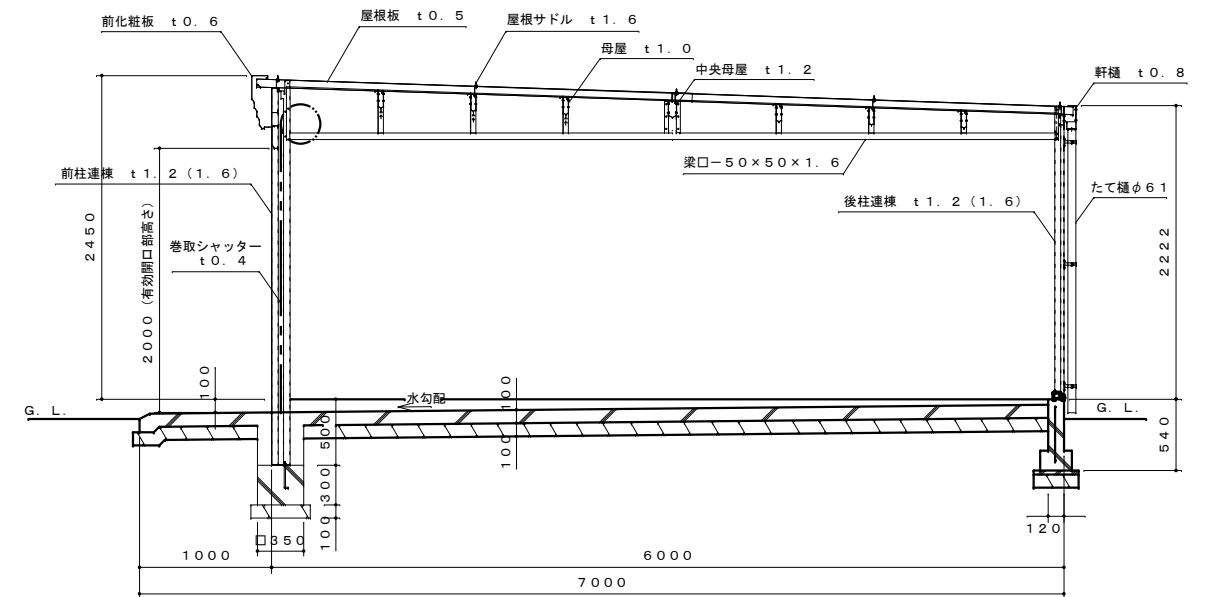 前化粧板　ｔ０．６
屋根板　ｔ０．５
屋根サドル　ｔ１．６
母屋　ｔ１．０
中央母屋　ｔ１．２
軒樋　ｔ０．８
前柱連棟　ｔ１．２（１．６）
梁口－５０×５０×１．６
後柱連棟　ｔ１．２（１．６）
たて樋φ６１
巻取シャッター
ｔ０．４
２４５０
２０００（有効開口部高さ）
２２２２
１００
水勾配
１００
Ｇ．Ｌ．
Ｇ．Ｌ．
５００
１００
５４０
３００
１００
□３５０
１２０
１０００
６０００
７０００